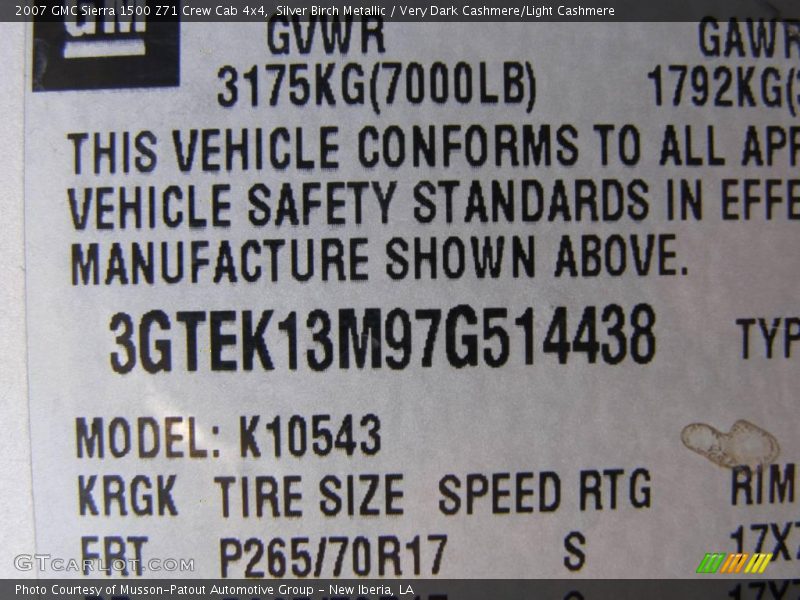 2007 GMC Sierra 1500 Z71 Crew Cab 4x4, Silver Birch Metallic / Very Dark Cashmere/Light Cashmere
GM GVWR GAWR
3175KG(7000LB) 1792KG(
THIS VEHICLE CONFORMS TO ALL APP
VEHICLE SAFETY STANDARDS IN EFFE
MANUFACTURE SHOWN ABOVE.
3GTEK13M97G514438 TYP
MODEL: K10543
KRGK TIRE SIZE SPEED RTG RIM
FRT P265/70R17 S 17X7
GTcarlot.com
Photo Courtesy of Musson-Patout Automotive Group - New Iberia, LA